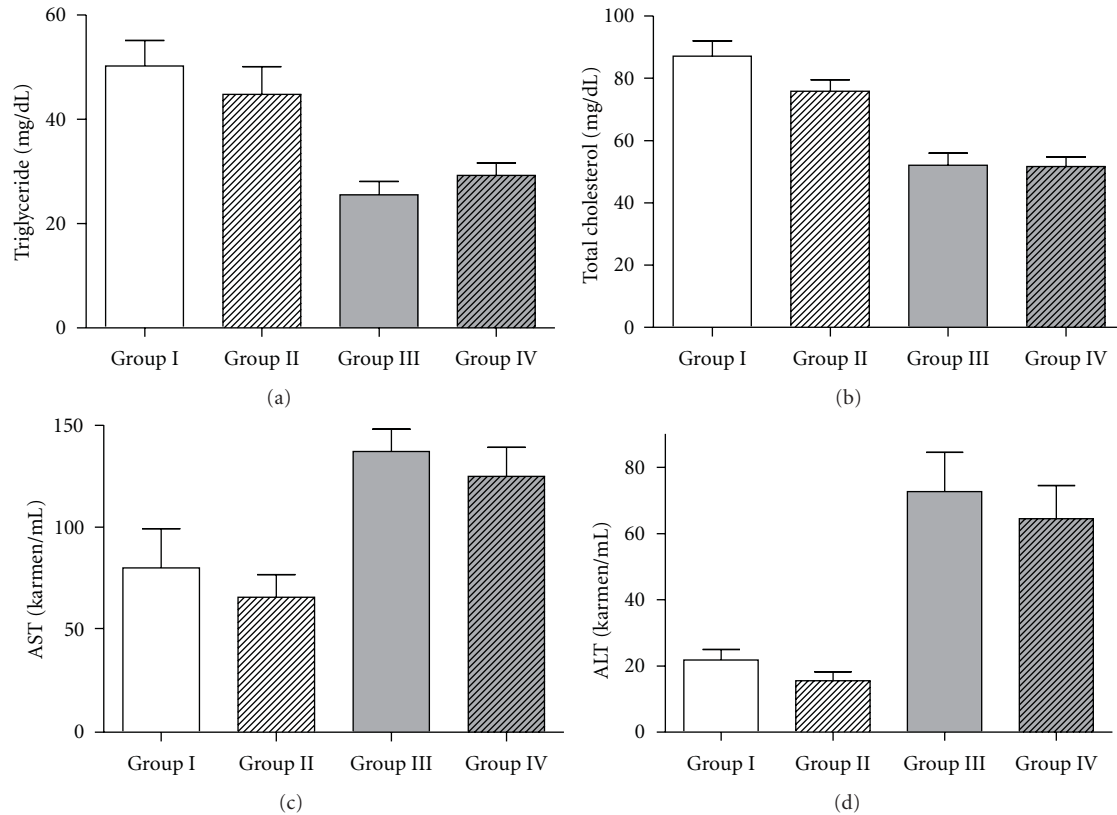 Triglyceride (mg/dL)
60
40
20
0
Group I Group II Group III Group IV
(a)
Total cholesterol (mg/dL)
100
80
60
40
20
0
Group I Group II Group III Group IV
(b)
AST (karmen/mL)
150
100
50
0
Group I Group II Group III Group IV
(c)
ALT (karmen/mL)
80
60
40
20
0
Group I Group II Group III Group IV
(d)